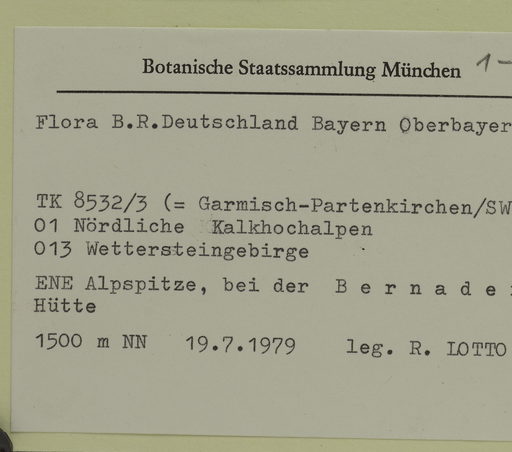 Botanische Staatssammlung München 1-
Flora B.R.Deutschland Bayern Oberbayer
TK 8532/3 (= Garmisch-Partenkirchen/SW
01 Nördliche Kalkhochalpen
013 Wettersteingebirge
ENE Alpspitze, bei der B e r n a d e
Hütte
1500 m NN 19.7.1979 leg. R. LOTTO